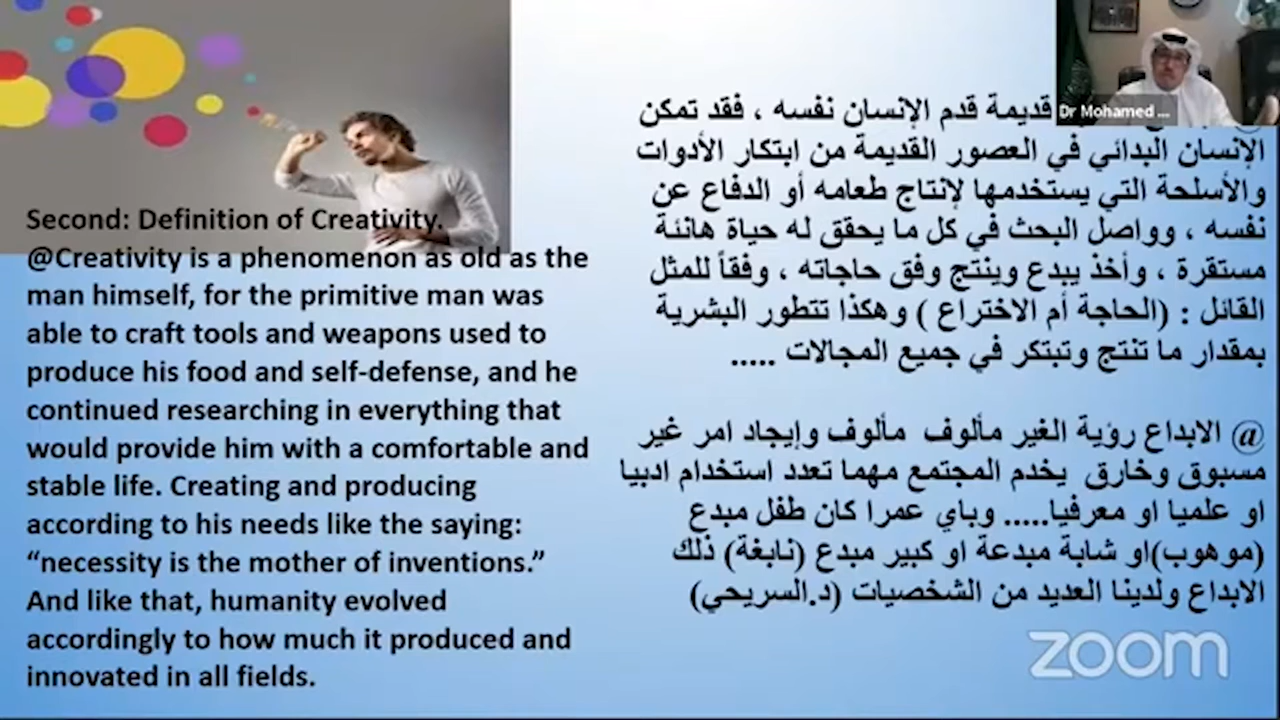 Second: Definition of Creativity.
@Creativity is a phenomenon as old as the
man himself, for the primitive man was
able to craft tools and weapons used to
produce his food and self-defense, and he
continued researching in everything that
would provide him with a comfortable and
stable life. Creating and producing
according to his needs like the saying:
“necessity is the mother of inventions.”
And like that, humanity evolved
accordingly to how much it produced and
innovated in all fields.
Dr Mohamed ...
قديمة قدم الإنسان نفسه ، فقد تمكن
الإنسان البدائي في العصور القديمة من ابتكار الأدوات
والأسلحة التي يستخدمها لإنتاج طعامه أو الدفاع عن
نفسه ، وواصل البحث في كل ما يحقق له حياة هانئة
مستقرة ، وأخذ يبدع وينتج وفق حاجاته ، وفقاً للمثل
القائل : (الحاجة أم الاختراع ) وهكذا تتطور البشرية
بمقدار ما تنتج وتبتكر في جميع المجالات .....
@ الابداع رؤية الغير مألوف مألوف وإيجاد امر غير
مسبوق وخارق يخدم المجتمع مهما تعدد استخدام ادبيا
او علميا او معرفيا..... وباي عمرا كان طفل مبدع
(موهوب)او شابة مبدعة او كبير مبدع (نابغة) ذلك
الابداع ولدينا العديد من الشخصيات (د.السريحي)
zoom